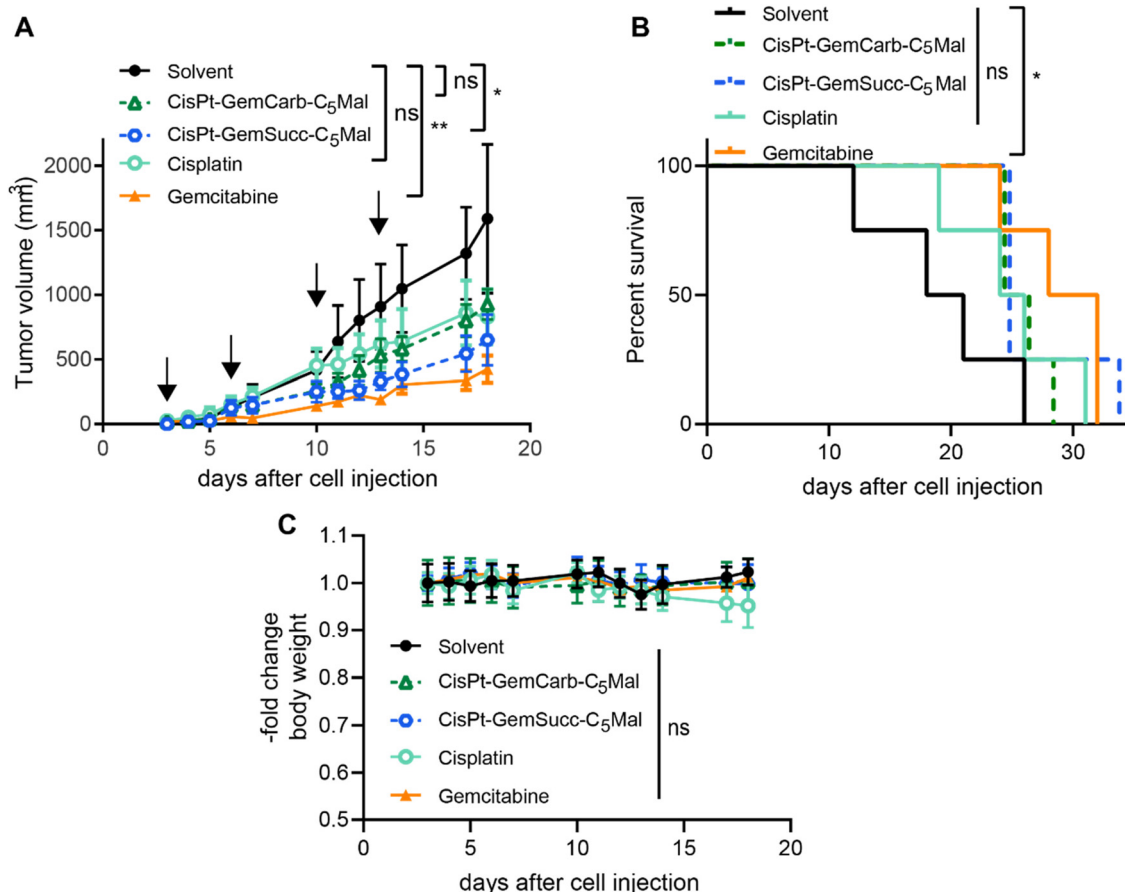 A
Solvent
CisPt-GemCarb-C5Mal
CisPt-GemSucc-C5Mal
Cisplatin
Gemcitabine
ns
**
ns
*
Tumor volume (mm3)
2000
1500
1000
500
0
0 5 10 15 20
days after cell injection
B
Solvent
CisPt-GemCarb-C5Mal
CisPt-GemSucc-C5Mal
Cisplatin
Gemcitabine
ns
*
Percent survival
100
50
0
0 10 20 30
days after cell injection
C
-fold change
body weight
1.1
1.0
0.9
0.8
0.7
0.6
0.5
Solvent
CisPt-GemCarb-C5Mal
CisPt-GemSucc-C5Mal
Cisplatin
Gemcitabine
ns
0 5 10 15 20
days after cell injection